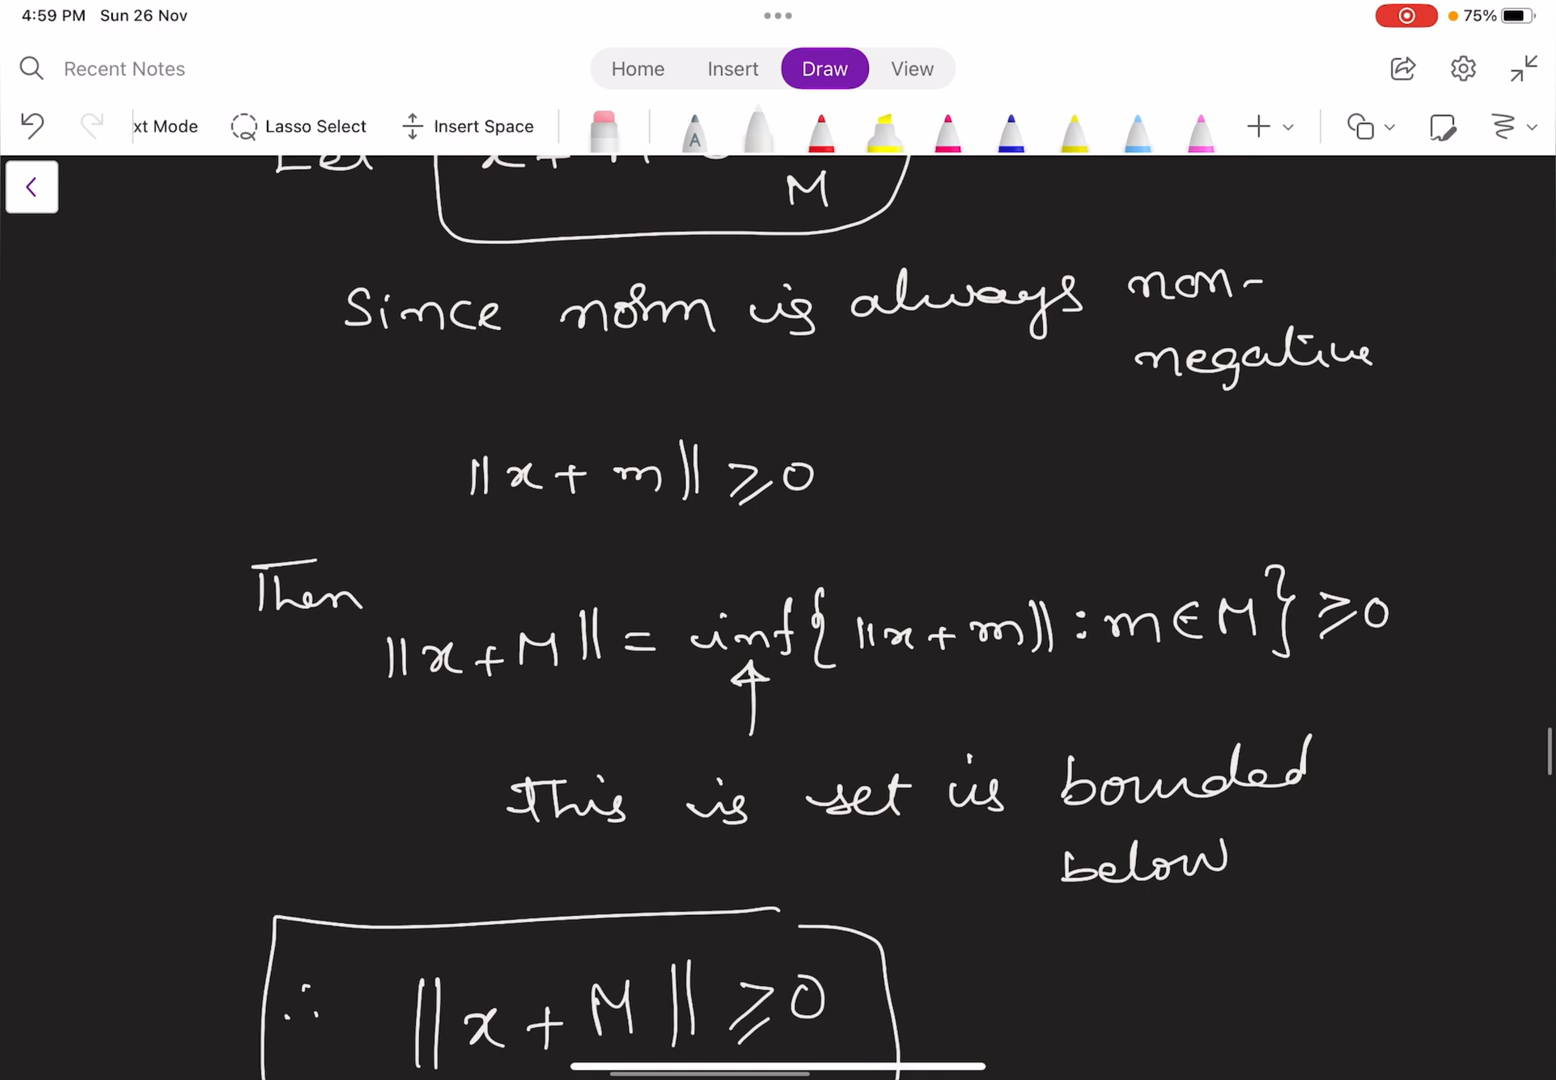 4:59 PM Sun 26 Nov
75%
Recent Notes
Home Insert Draw View
xt Mode Lasso Select Insert Space
A
Let x + M
M
Since norm is always non-
negative
||x + m|| ⩾ 0
Then
||x + M|| = inf{ ||x + m|| : m ∈ M} ⩾ 0
This is set is bounded
below
∴ ||x + M|| ⩾ 0